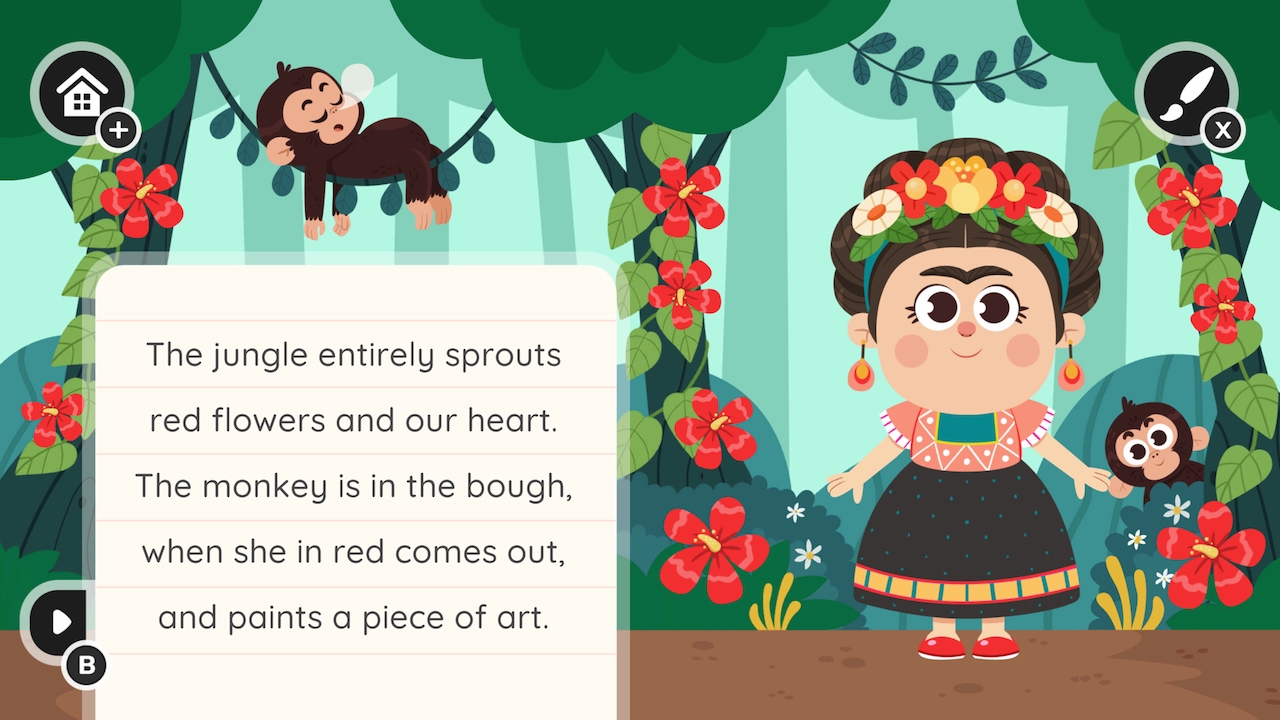 +
X
The jungle entirely sprouts
red flowers and our heart.
The monkey is in the bough,
when she in red comes out,
and paints a piece of art.
B